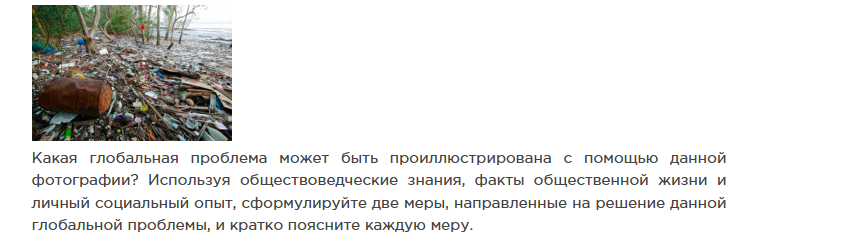 Какая глобальная проблема может быть проиллюстрирована с помощью данной
фотографии? Используя обществоведческие знания, факты общественной жизни и
личный социальный опыт, сформулируйте две меры, направленные на решение данной
глобальной проблемы, и кратко поясните каждую меру.